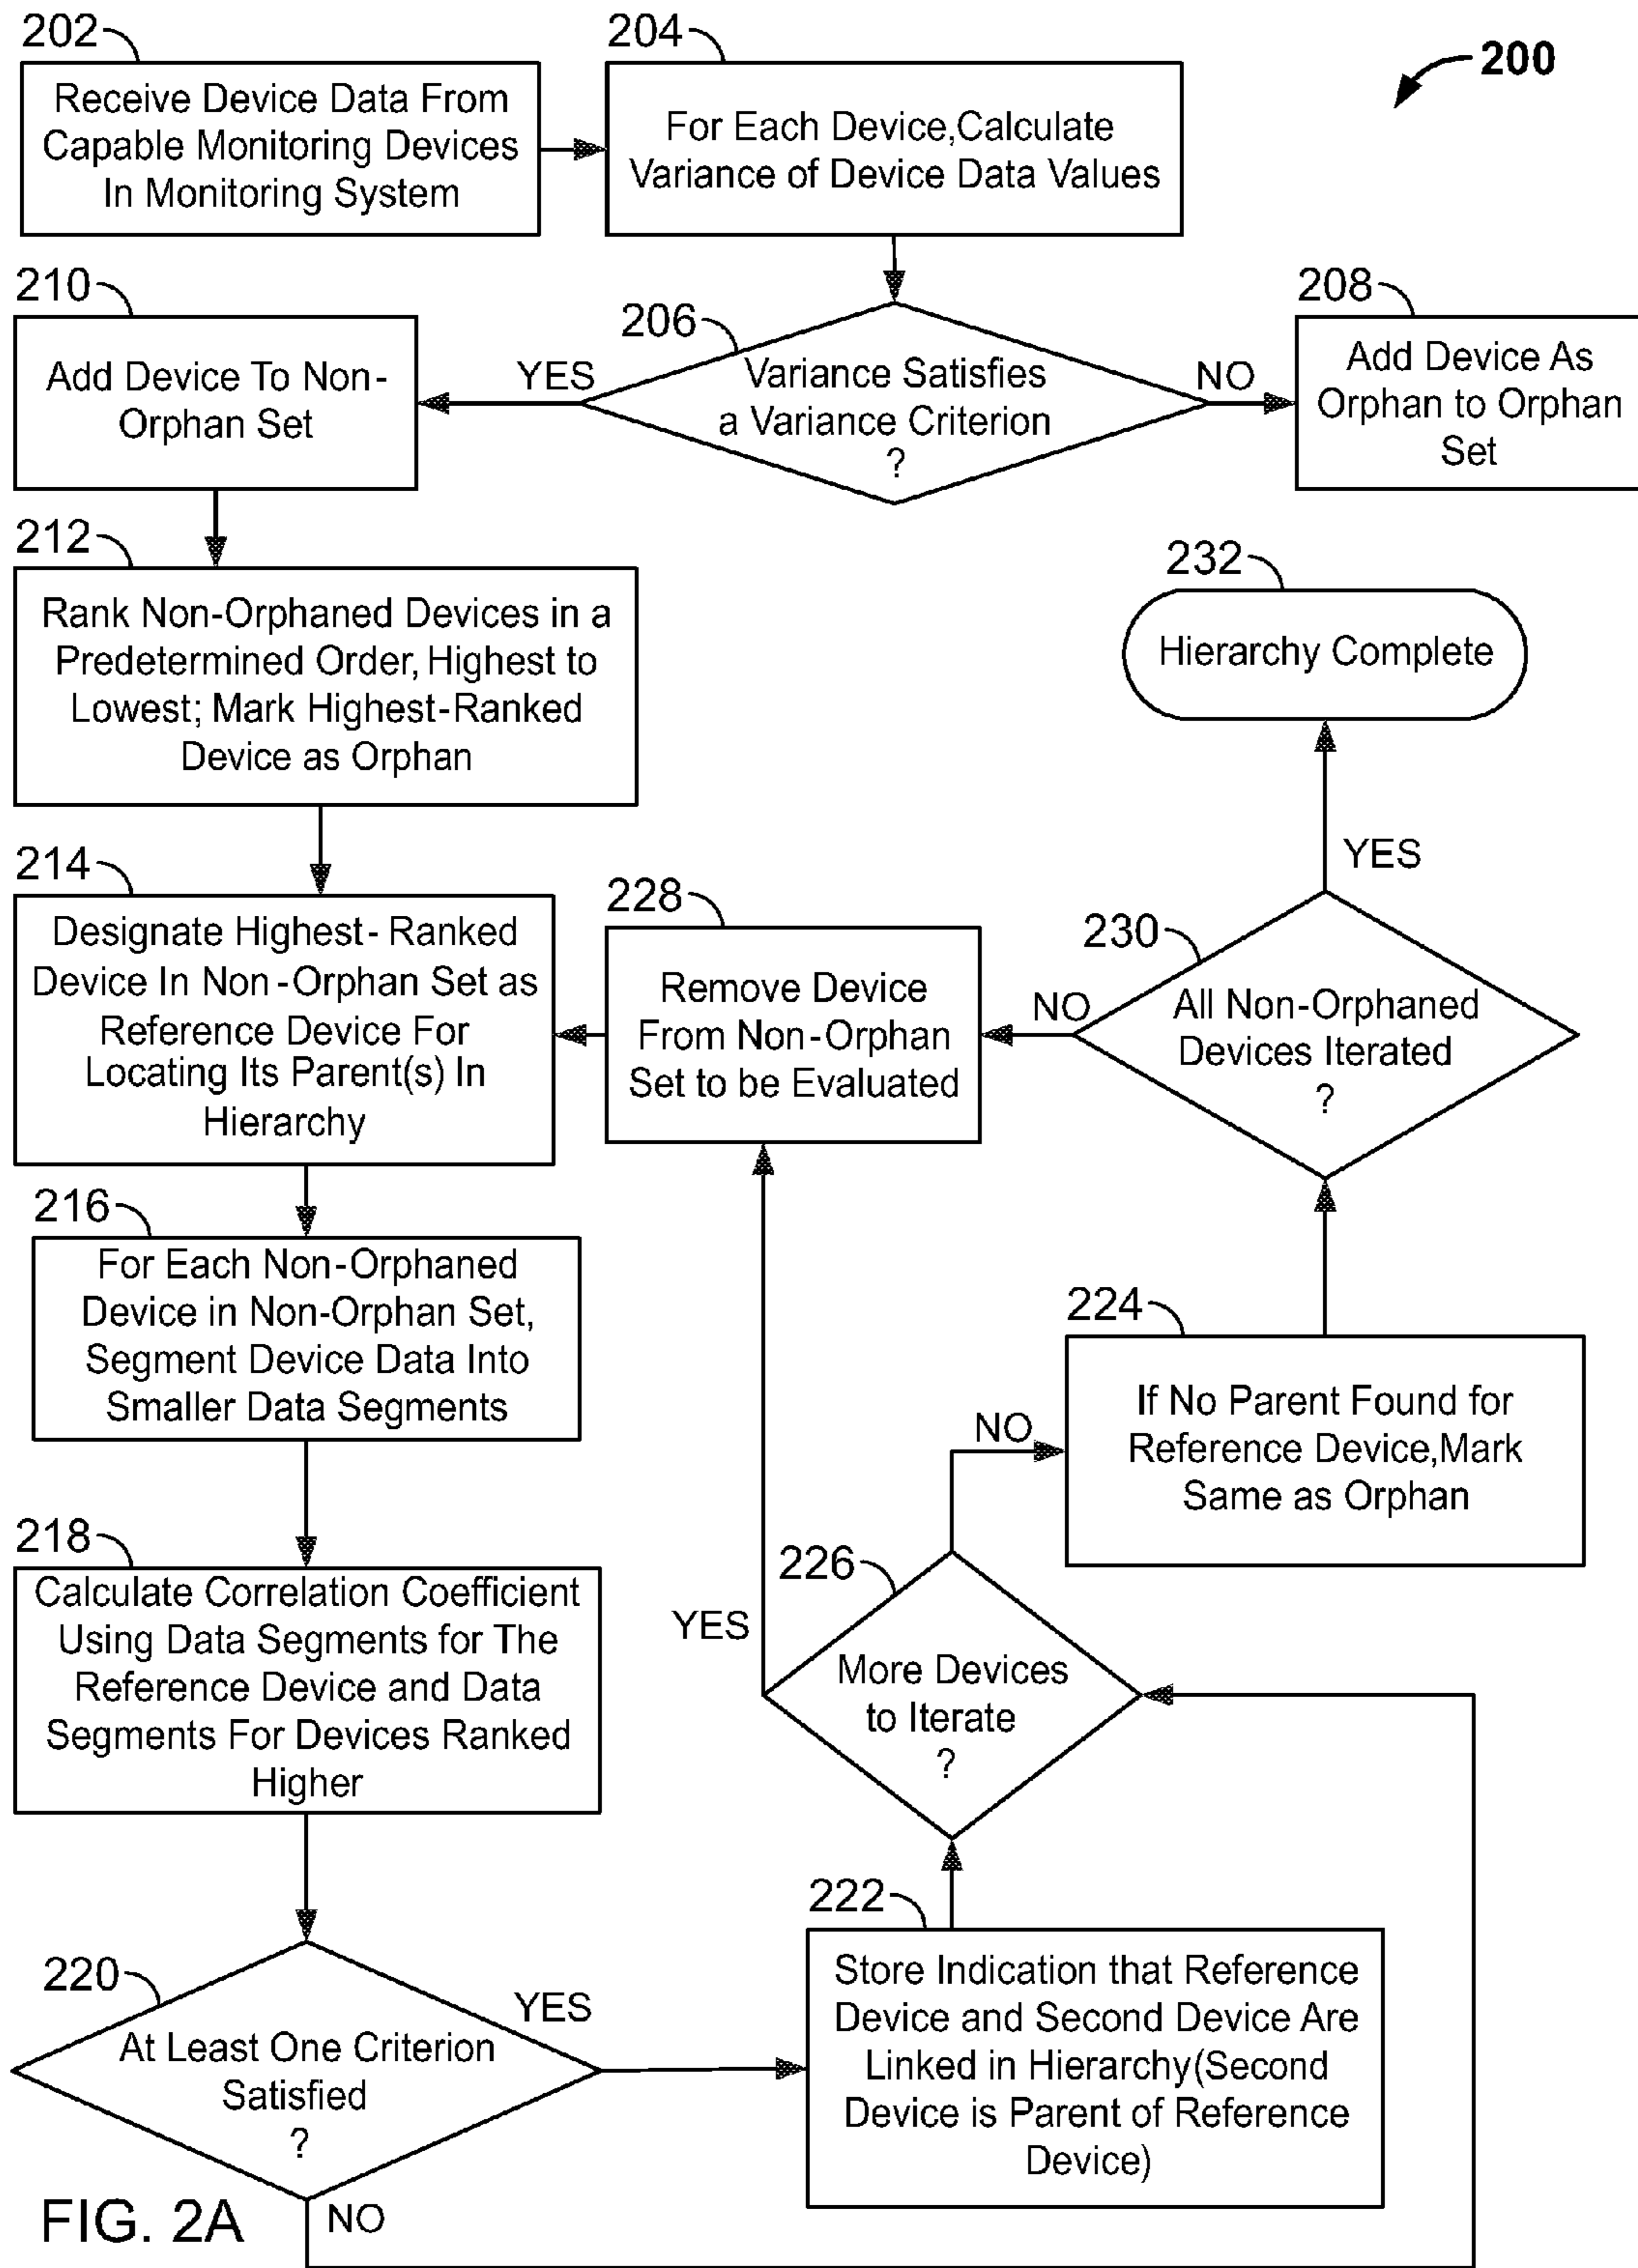 202
Receive Device Data From
Capable Monitoring Devices
In Monitoring System
204
For Each Device,Calculate
Variance of Device Data Values
200
206
Variance Satisfies
a Variance Criterion
?
YES
NO
208
Add Device As
Orphan to Orphan
Set
210
Add Device To Non-
Orphan Set
212
Rank Non-Orphaned Devices in a
Predetermined Order, Highest to
Lowest; Mark Highest-Ranked
Device as Orphan
214
Designate Highest-Ranked
Device In Non-Orphan Set as
Reference Device For
Locating Its Parent(s) In
Hierarchy
216
For Each Non-Orphaned
Device in Non-Orphan Set,
Segment Device Data Into
Smaller Data Segments
218
Calculate Correlation Coefficient
Using Data Segments for The
Reference Device and Data
Segments For Devices Ranked
Higher
220
At Least One Criterion
Satisfied
?
YES
NO
222
Store Indication that Reference
Device and Second Device Are
Linked in Hierarchy(Second
Device is Parent of Reference
Device)
226
More Devices
to Iterate
?
YES
NO
224
If No Parent Found for
Reference Device,Mark
Same as Orphan
228
Remove Device
From Non-Orphan
Set to be Evaluated
230
All Non-Orphaned
Devices Iterated
?
NO
YES
232
Hierarchy Complete
FIG. 2A